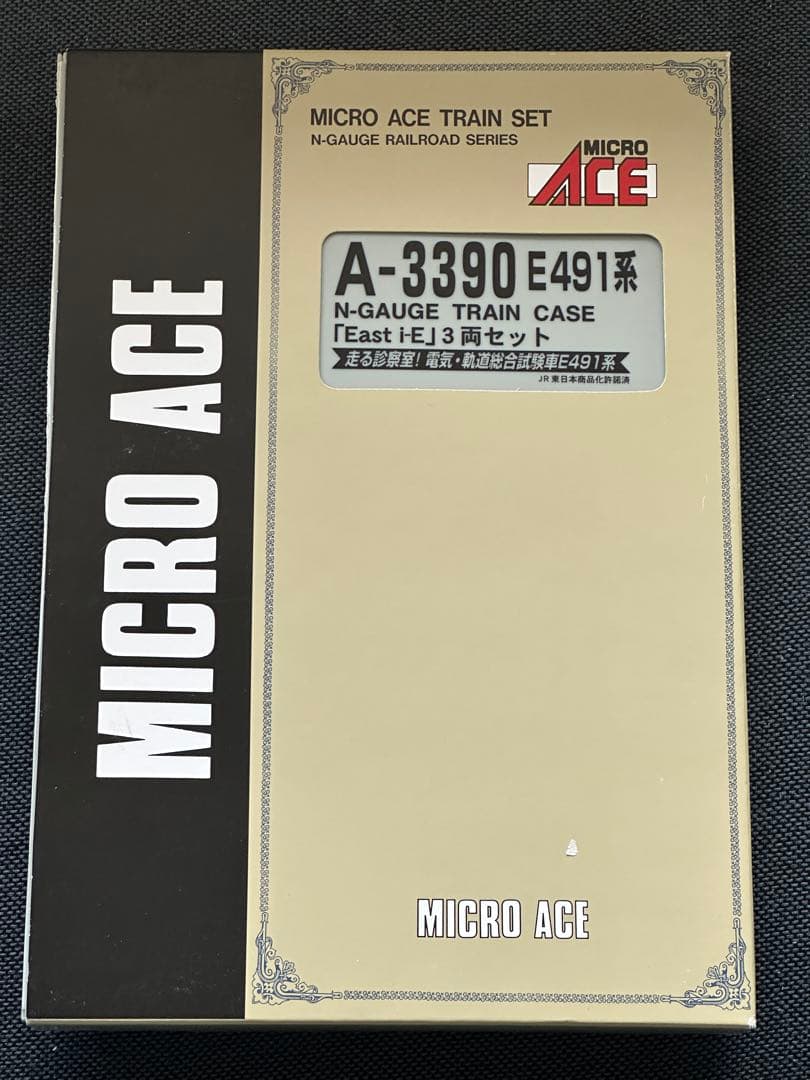 MICRO ACE
MICRO ACE TRAIN SET
N-GAUGE RAILROAD SERIES
MICRO
ACE
A-3390 E491系
N-GAUGE TRAIN CASE
「East i-E」3両セット
走る診察室!電気・軌道総合試験車E491系
JR東日本商品化許諾済
MICRO ACE